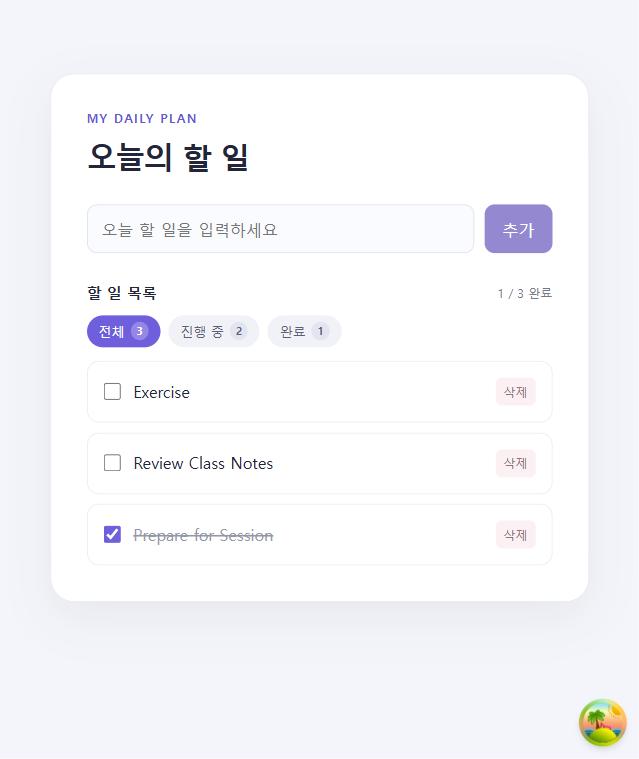 MY DAILY PLAN
오늘의 할 일
오늘 할 일을 입력하세요 추가
할 일 목록 1 / 3 완료
전체 3 진행 중 2 완료 1
Exercise 삭제
Review Class Notes 삭제
Prepare for Session 삭제